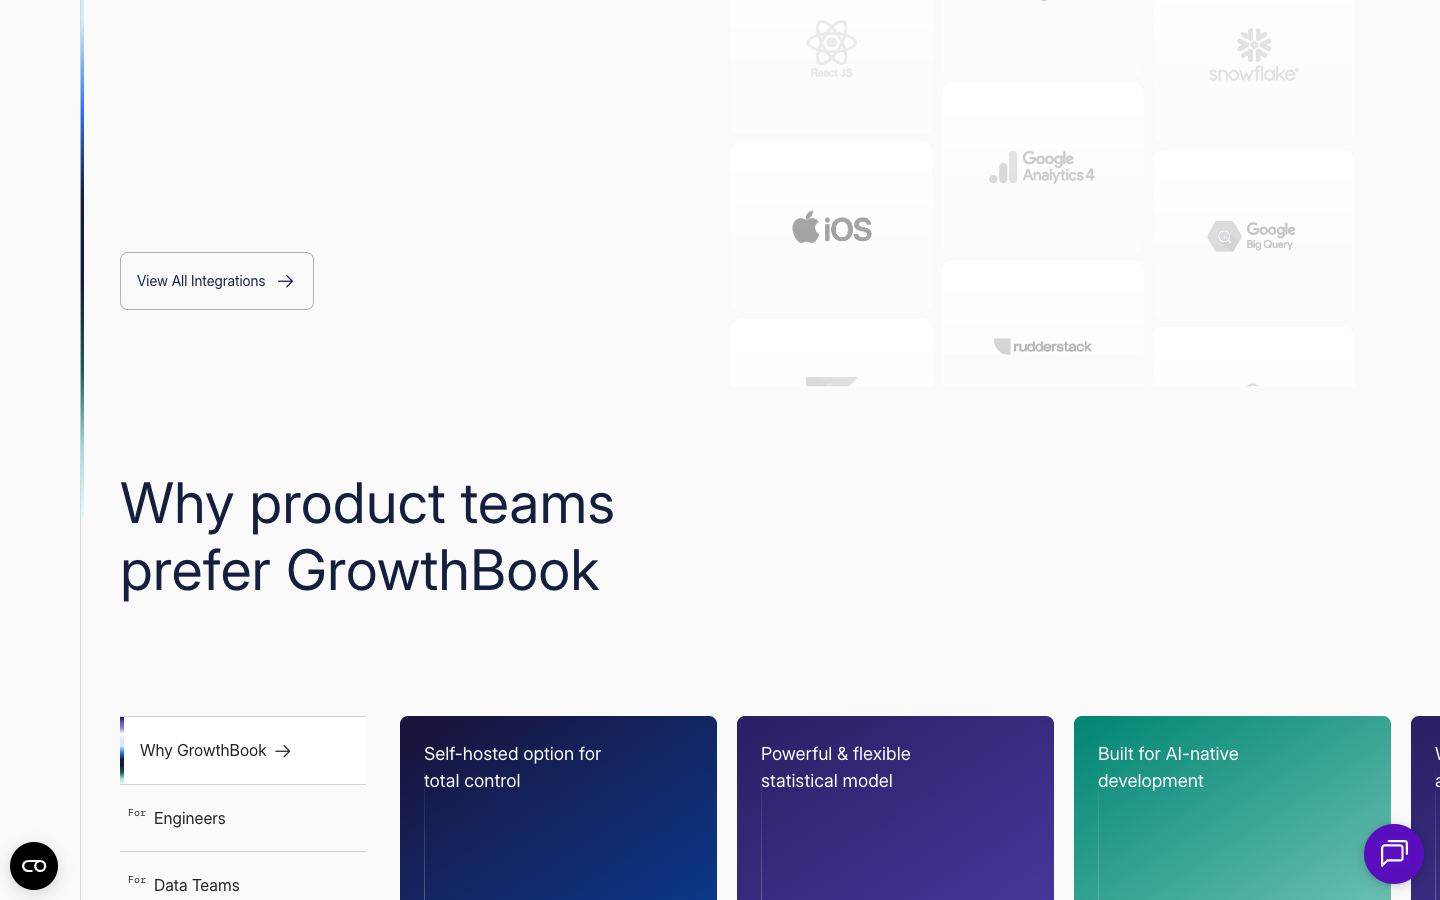 React JS
snowflake
Google
Analytics 4
iOS
Google
Big Query
View All Integrations
rudderstack
Why product teams
prefer GrowthBook
Why GrowthBook
For Engineers
For Data Teams
Self-hosted option for
total control
Powerful & flexible
statistical model
Built for AI-native
development